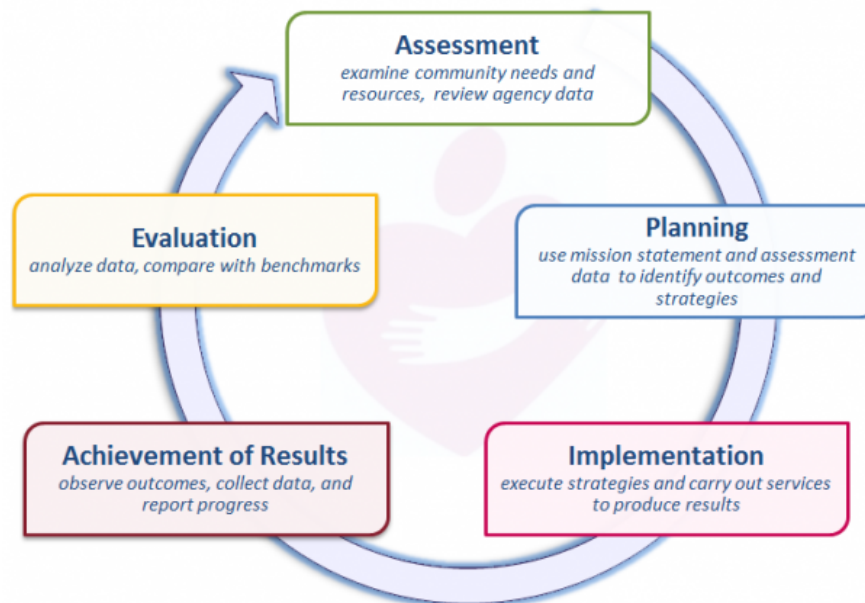 Assessment
examine community needs and
resources, review agency data
Planning
use mission statement and assessment
data to identify outcomes and
strategies
Implementation
execute strategies and carry out services
to produce results
Achievement of Results
observe outcomes, collect data, and
report progress
Evaluation
analyze data, compare with benchmarks